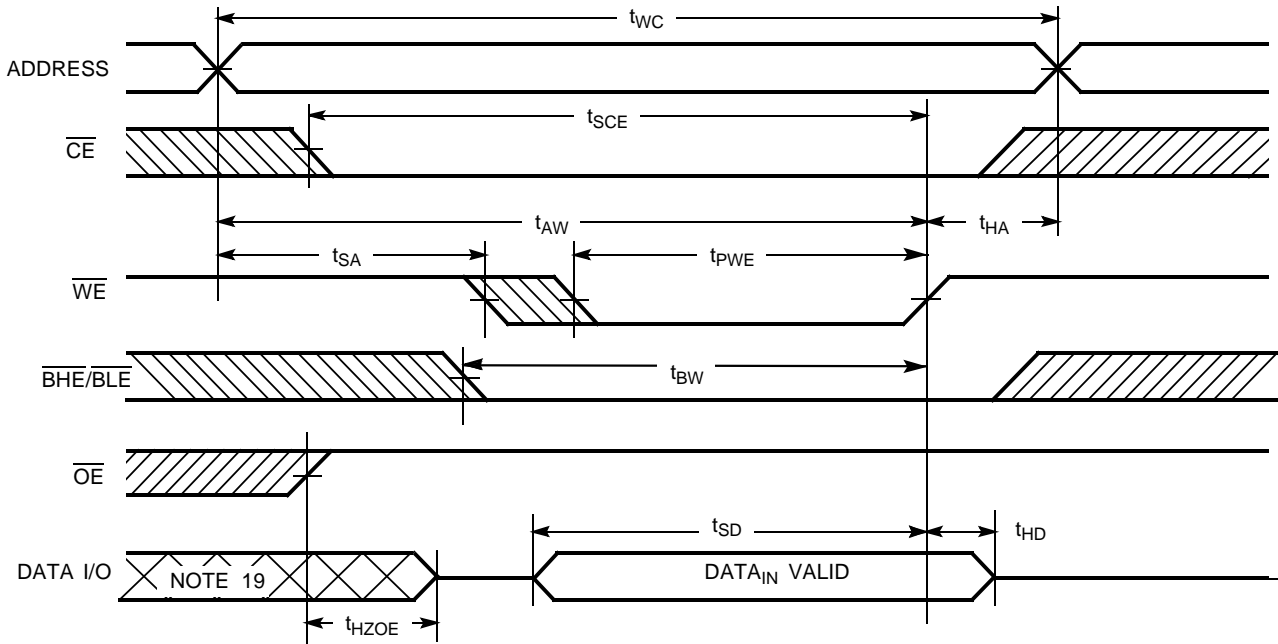 tWC
ADDRESS
tSCE
CE
tAW
tHA
tSA
tPWE
WE
BHE/BLE
tBW
OE
tSD
tHD
DATA I/O
NOTE 19
DATAIN VALID
tHZOE